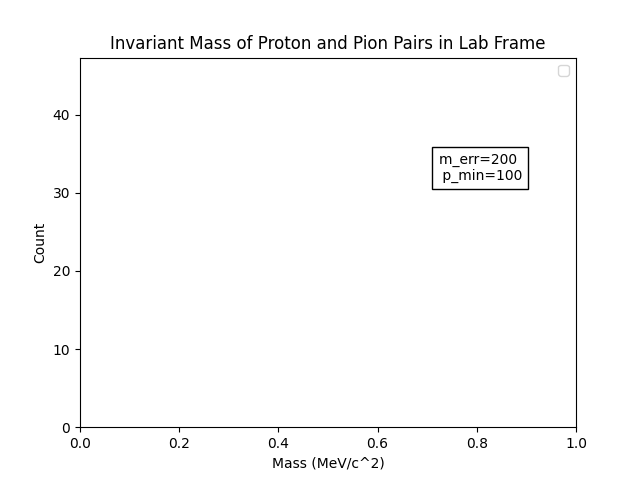 Invariant Mass of Proton and Pion Pairs in Lab Frame
40
30
20
10
0
Count
m_err=200
p_min=100
0.0 0.2 0.4 0.6 0.8 1.0
Mass (MeV/c^2)